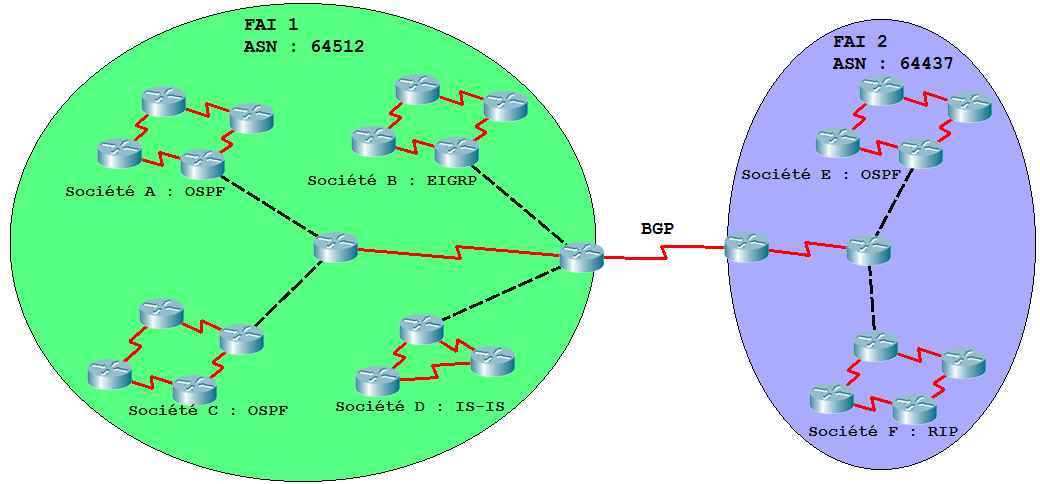 FAI 1
ASN : 64512
FAI 2
ASN : 64437
Société A : OSPF
Société B : EIGRP
Société E : OSPF
BGP
Société C : OSPF
Société D : IS-IS
Société F : RIP